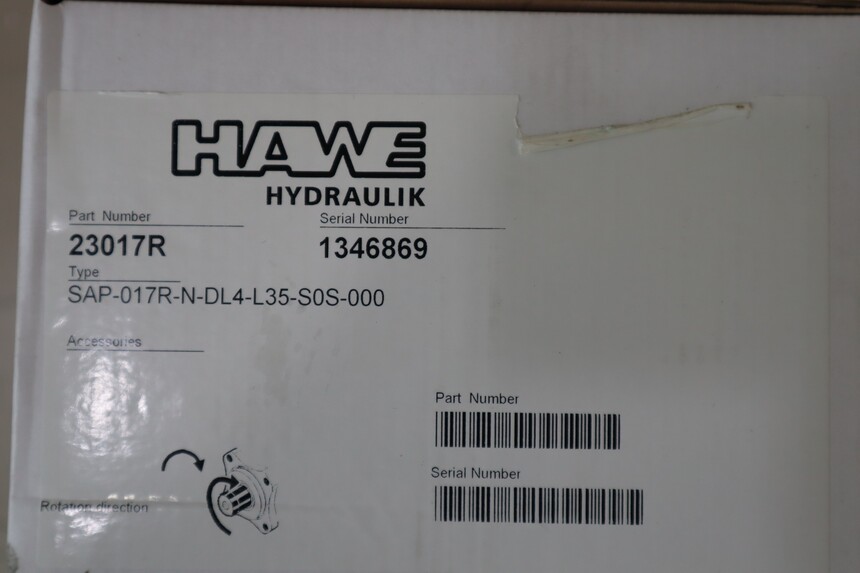 HAWE
HYDRAULIK
Part Number
Serial Number
23017R
1346869
Type
SAP-017R-N-DL4-L35-S0S-000
Accessories
Part Number
Serial Number
Rotation direction